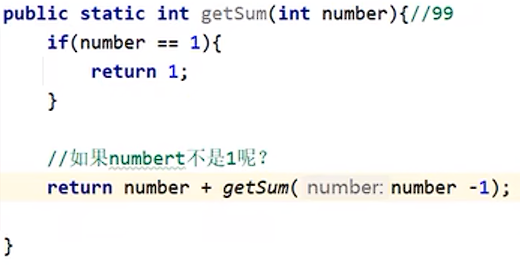 public static int getSum(int number){//99
if(number == 1){
return 1;
}
//如果numbert不是1呢?
return number + getSum( number: number -1);
}